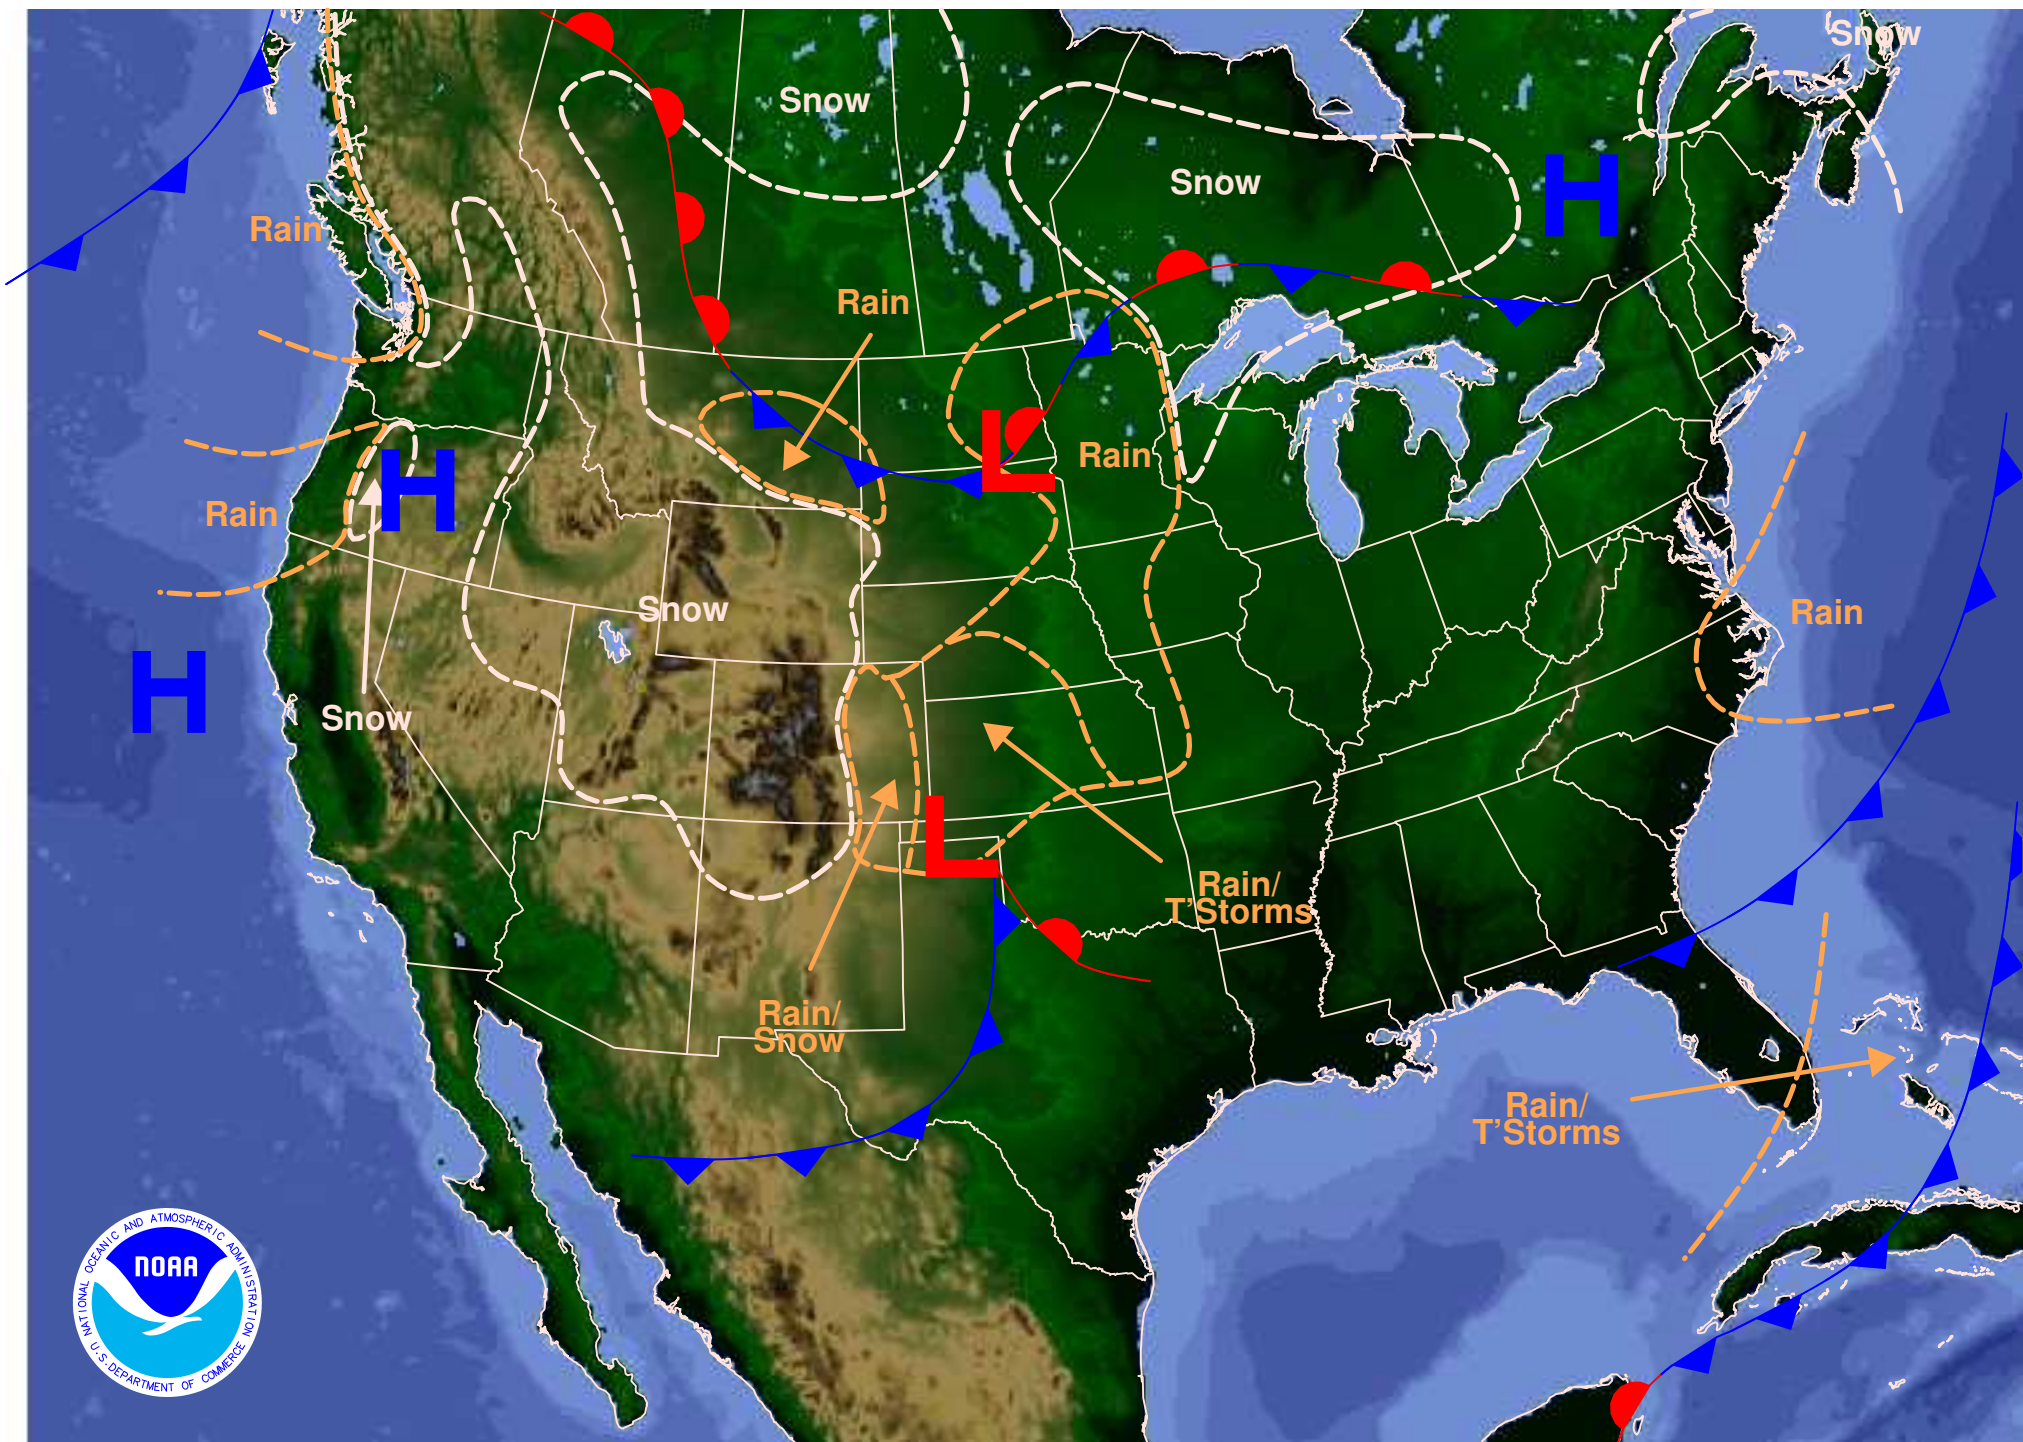 Snow
Snow
Snow
H
Rain
Rain
L
Rain
H
Rain
Snow
Rain
H
Snow
L
Rain/
T'Storms
Rain/
Snow
Rain/
T'Storms
NOAA
NATIONAL OCEANIC AND ATMOSPHERIC ADMINISTRATION
U.S. DEPARTMENT OF COMMERCE